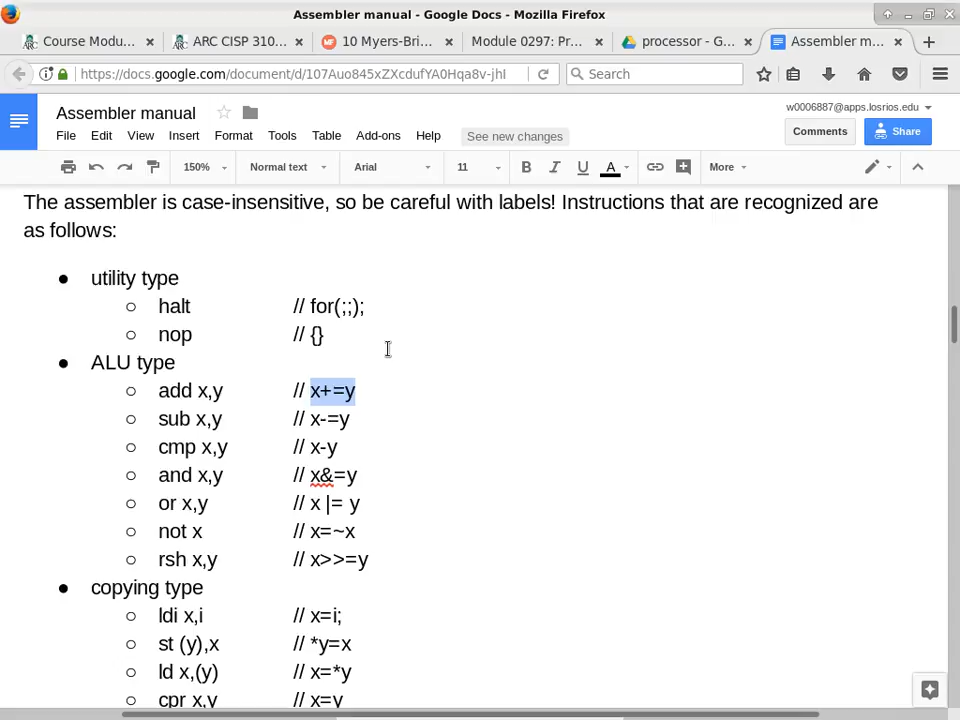 Assembler manual - Google Docs - Mozilla Firefox
Course Modu... ARC CISP 310... 10 Myers-Bri... Module 0297: Pr... processor - G... Assembler m...
https://docs.google.com/document/d/107Auo845xZXcdufYA0Hqa8v-jhI Search
Assembler manual
w0006887@apps.losrios.edu
File Edit View Insert Format Tools Table Add-ons Help See new changes
Comments Share
150% Normal text Arial 11 B I U A More
The assembler is case-insensitive, so be careful with labels! Instructions that are recognized are
as follows:
● utility type
○ halt // for(;;);
○ nop // {}
● ALU type
○ add x,y // x+=y
○ sub x,y // x-=y
○ cmp x,y // x-y
○ and x,y // x&=y
○ or x,y // x |= y
○ not x // x=~x
○ rsh x,y // x>>=y
● copying type
○ ldi x,i // x=i;
○ st (y),x // *y=x
○ ld x,(y) // x=*y
○ cpr x,y // x=y